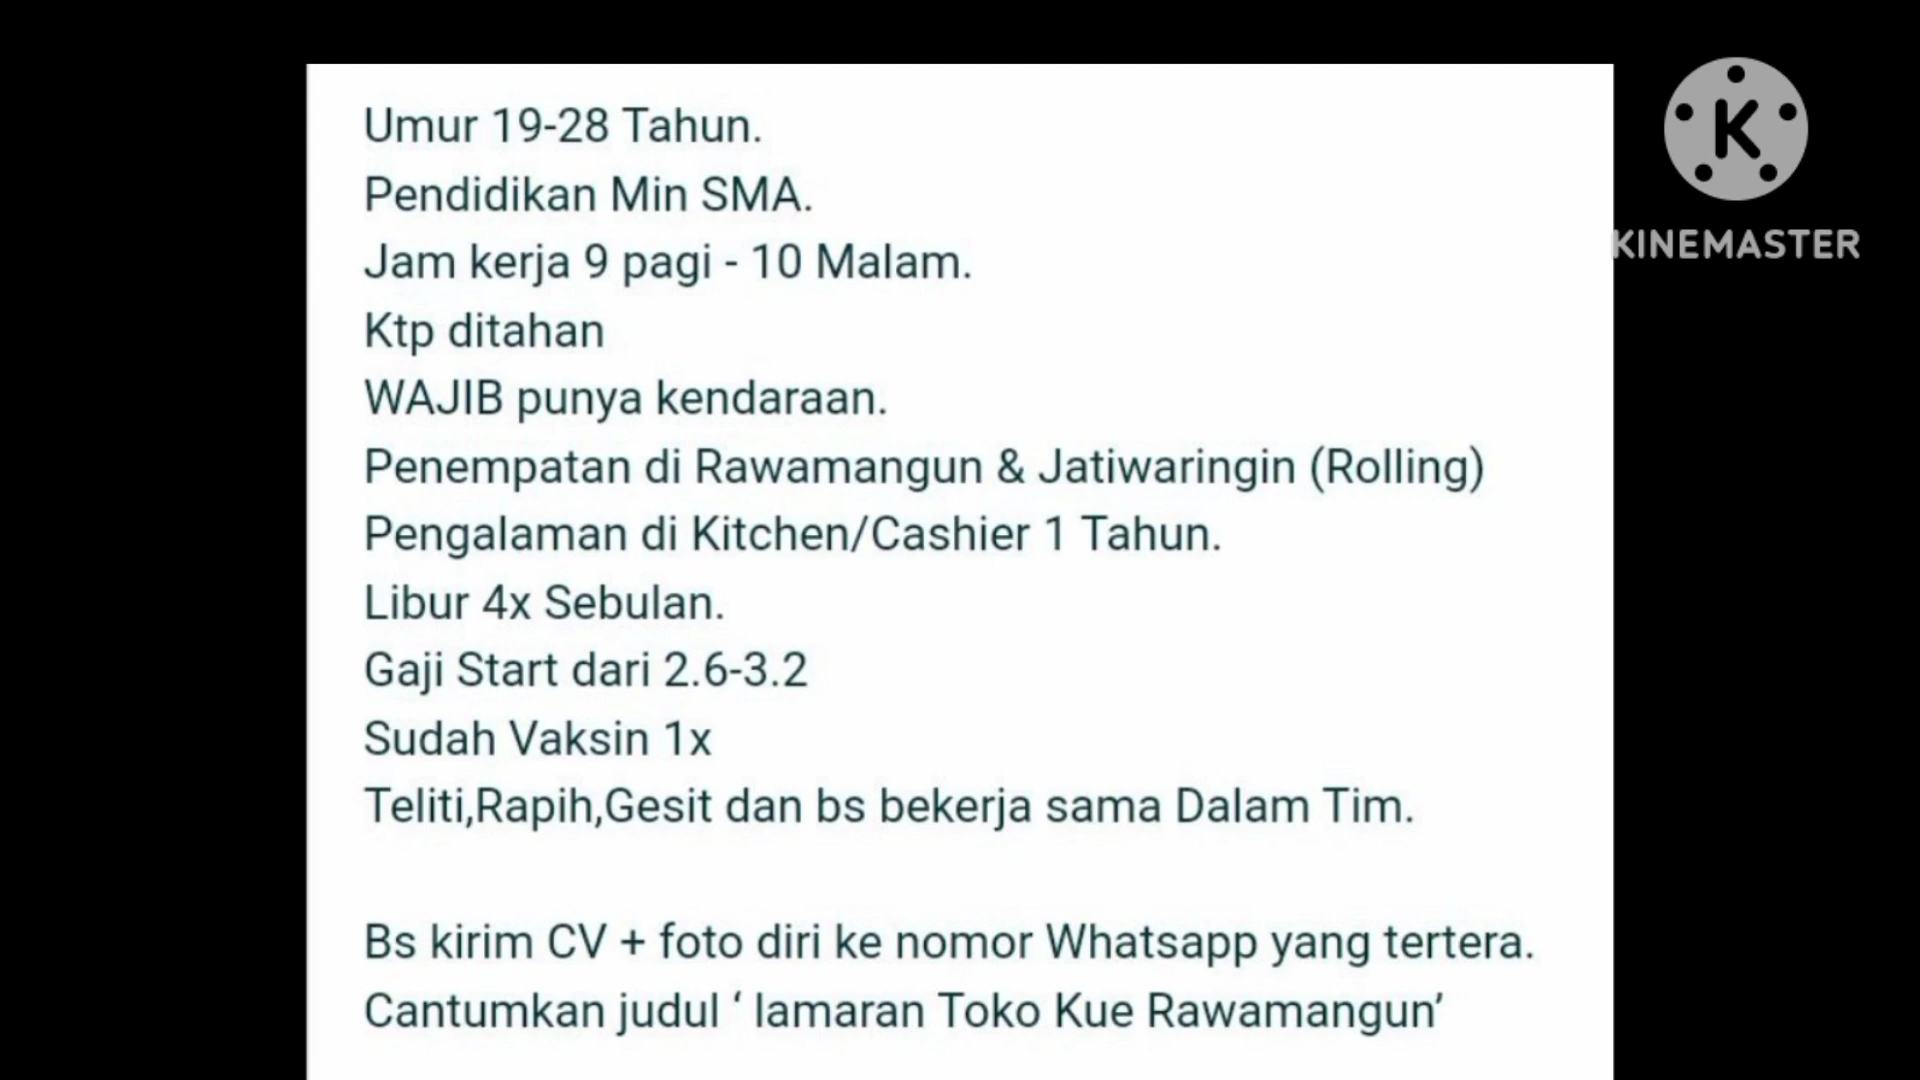 Umur 19-28 Tahun.
Pendidikan Min SMA.
Jam kerja 9 pagi - 10 Malam.
Ktp ditahan
WAJIB punya kendaraan.
Penempatan di Rawamangun & Jatiwaringin (Rolling)
Pengalaman di Kitchen/Cashier 1 Tahun.
Libur 4x Sebulan.
Gaji Start dari 2.6-3.2
Sudah Vaksin 1x
Teliti,Rapih,Gesit dan bs bekerja sama Dalam Tim.
Bs kirim CV + foto diri ke nomor Whatsapp yang tertera.
Cantumkan judul ‘ lamaran Toko Kue Rawamangun’
K
KINEMASTER